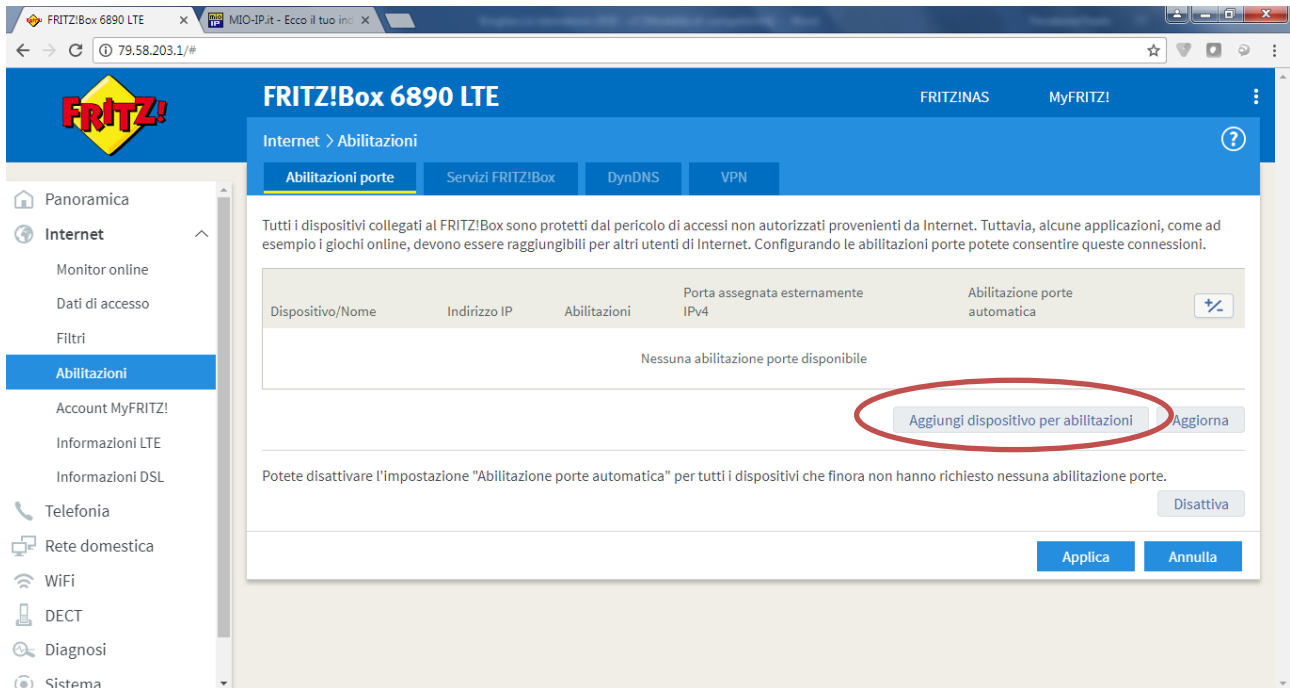 FRITZ!Box 6890 LTE
MIO-IP.it - Ecco il tuo ind
79.58.203.1/#
FRITZ!
FRITZ!Box 6890 LTE
FRITZ!NAS
MyFRITZ!
Internet > Abilitazioni
Abilitazioni porte
Servizi FRITZ!Box
DynDNS
VPN
Panoramica
Internet
Monitor online
Dati di accesso
Filtri
Abilitazioni
Account MyFRITZ!
Informazioni LTE
Informazioni DSL
Telefonia
Rete domestica
WiFi
DECT
Diagnosi
Sistema
Tutti i dispositivi collegati al FRITZ!Box sono protetti dal pericolo di accessi non autorizzati provenienti da Internet. Tuttavia, alcune applicazioni, come ad
esempio i giochi online, devono essere raggiungibili per altri utenti di Internet. Configurando le abilitazioni porte potete consentire queste connessioni.
Dispositivo/Nome
Indirizzo IP
Abilitazioni
Porta assegnata esternamente
IPv4
Abilitazione porte
automatica
Nessuna abilitazione porte disponibile
Aggiungi dispositivo per abilitazioni
Aggiorna
Potete disattivare l'impostazione "Abilitazione porte automatica" per tutti i dispositivi che finora non hanno richiesto nessuna abilitazione porte.
Disattiva
Applica
Annulla